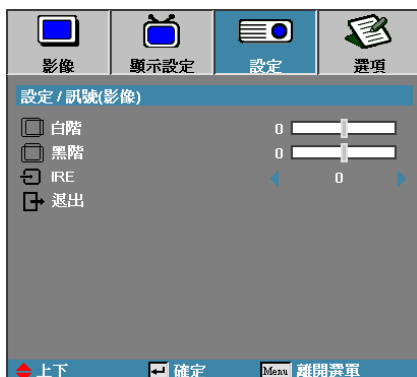 影像 顯示設定 設定 選項
設定 / 訊號(影像)
白階 0
黑階 0
IRE 0
退出
上下 確定 Menu 離開選單